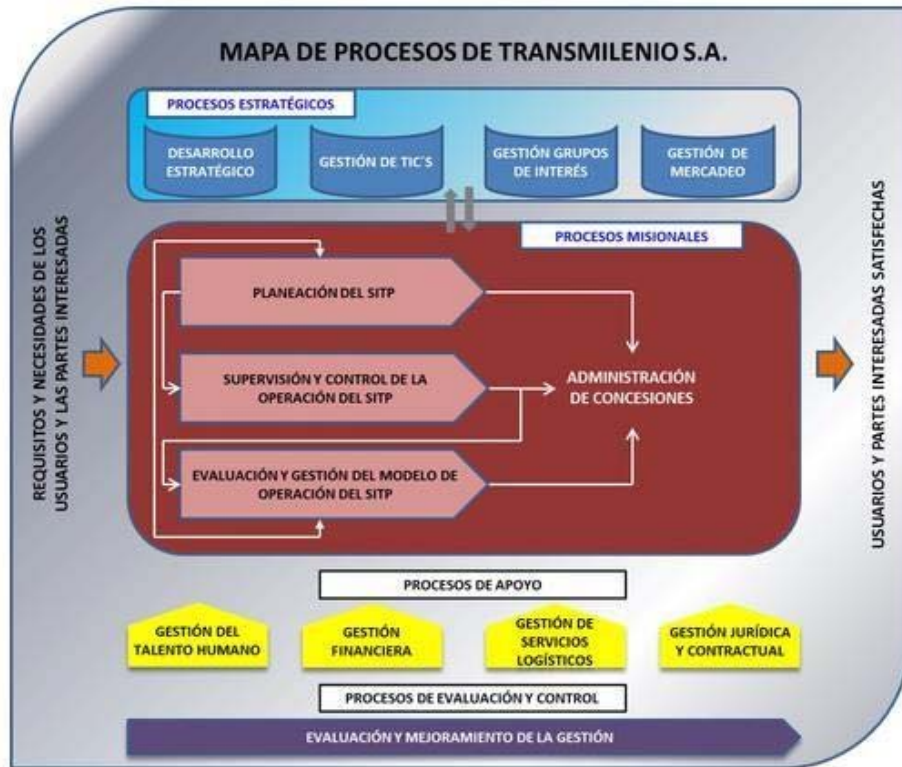 MAPA DE PROCESOS DE TRANSMILENIO S.A.
PROCESOS ESTRATÉGICOS
DESARROLLO
ESTRATÉGICO
GESTIÓN DE TIC´S
GESTIÓN GRUPOS
DE INTERÉS
GESTIÓN DE
MERCADEO
REQUISITOS Y NECESIDADES DE LOS
USUARIOS Y LAS PARTES INTERESADAS
PROCESOS MISIONALES
PLANEACIÓN DEL SITP
SUPERVISIÓN Y CONTROL DE LA
OPERACIÓN DEL SITP
EVALUACIÓN Y GESTIÓN DEL MODELO DE
OPERACIÓN DEL SITP
ADMINISTRACIÓN
DE CONCESIONES
USUARIOS Y PARTES INTERESADAS SATISFECHAS
PROCESOS DE APOYO
GESTIÓN DEL
TALENTO HUMANO
GESTIÓN
FINANCIERA
GESTIÓN DE
SERVICIOS
LOGÍSTICOS
GESTIÓN JURÍDICA
Y CONTRACTUAL
PROCESOS DE EVALUACIÓN Y CONTROL
EVALUACIÓN Y MEJORAMIENTO DE LA GESTIÓN